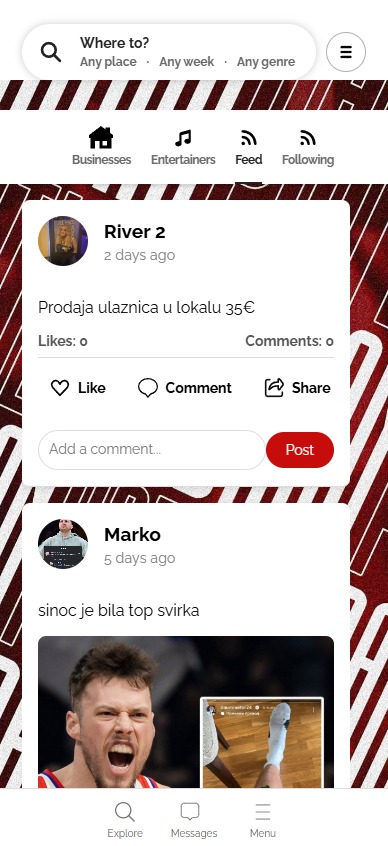 Where to?
Any place · Any week · Any genre
Businesses Entertainers Feed Following
River 2
2 days ago
Prodaja ulaznica u lokalu 35€
Likes: 0 Comments: 0
Like Comment Share
Add a comment... Post
Marko
5 days ago
sinoc je bila top svirka
Explore Messages Menu